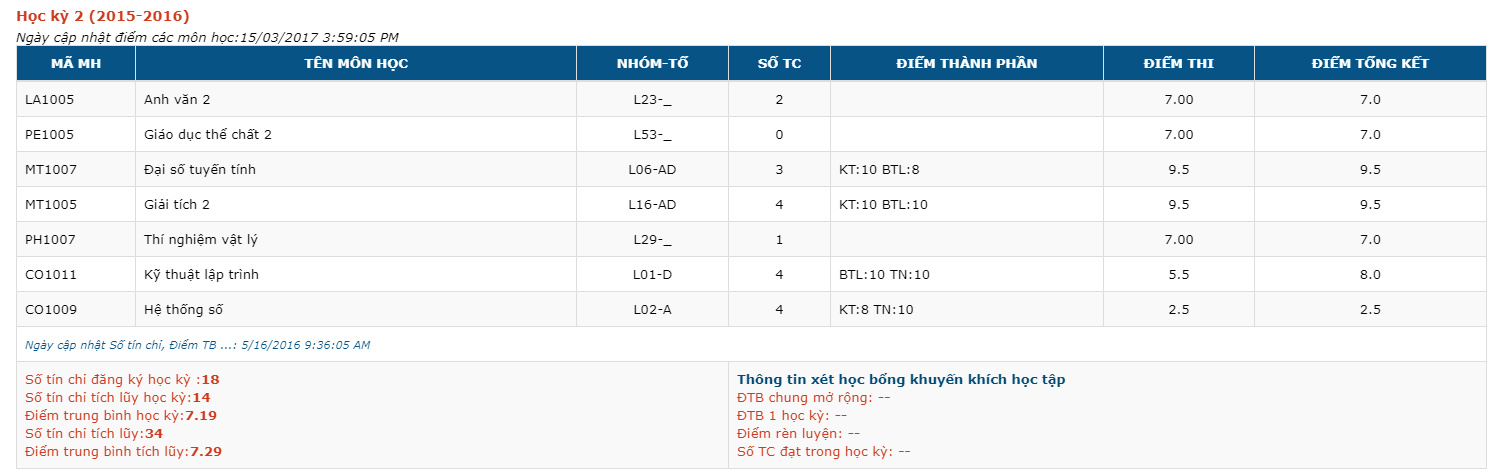 Học kỳ 2 (2015-2016)
Ngày cập nhật điểm các môn học:15/03/2017 3:59:05 PM
MÃ MH TÊN MÔN HỌC NHÓM-TỔ SỐ TC ĐIỂM THÀNH PHẦN ĐIỂM THI ĐIỂM TỔNG KẾT
LA1005 Anh văn 2 L23-_ 2 7.00 7.0
PE1005 Giáo dục thể chất 2 L53-_ 0 7.00 7.0
MT1007 Đại số tuyến tính L06-AD 3 KT:10 BTL:8 9.5 9.5
MT1005 Giải tích 2 L16-AD 4 KT:10 BTL:10 9.5 9.5
PH1007 Thí nghiệm vật lý L29-_ 1 7.00 7.0
CO1011 Kỹ thuật lập trình L01-D 4 BTL:10 TN:10 5.5 8.0
CO1009 Hệ thống số L02-A 4 KT:8 TN:10 2.5 2.5
Ngày cập nhật Số tín chỉ, Điểm TB ...: 5/16/2016 9:36:05 AM
Số tín chỉ đăng ký học kỳ :18
Số tín chỉ tích lũy học kỳ:14
Điểm trung bình học kỳ:7.19
Số tín chỉ tích lũy:34
Điểm trung bình tích lũy:7.29
Thông tin xét học bổng khuyến khích học tập
ĐTB chung mở rộng: --
ĐTB 1 học kỳ: --
Điểm rèn luyện: --
Số TC đạt trong học kỳ: --